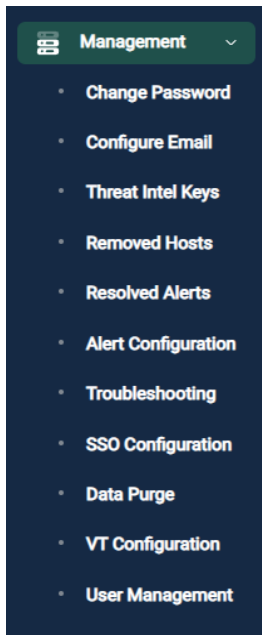 Management
Change Password
Configure Email
Threat Intel Keys
Removed Hosts
Resolved Alerts
Alert Configuration
Troubleshooting
SSO Configuration
Data Purge
VT Configuration
User Management